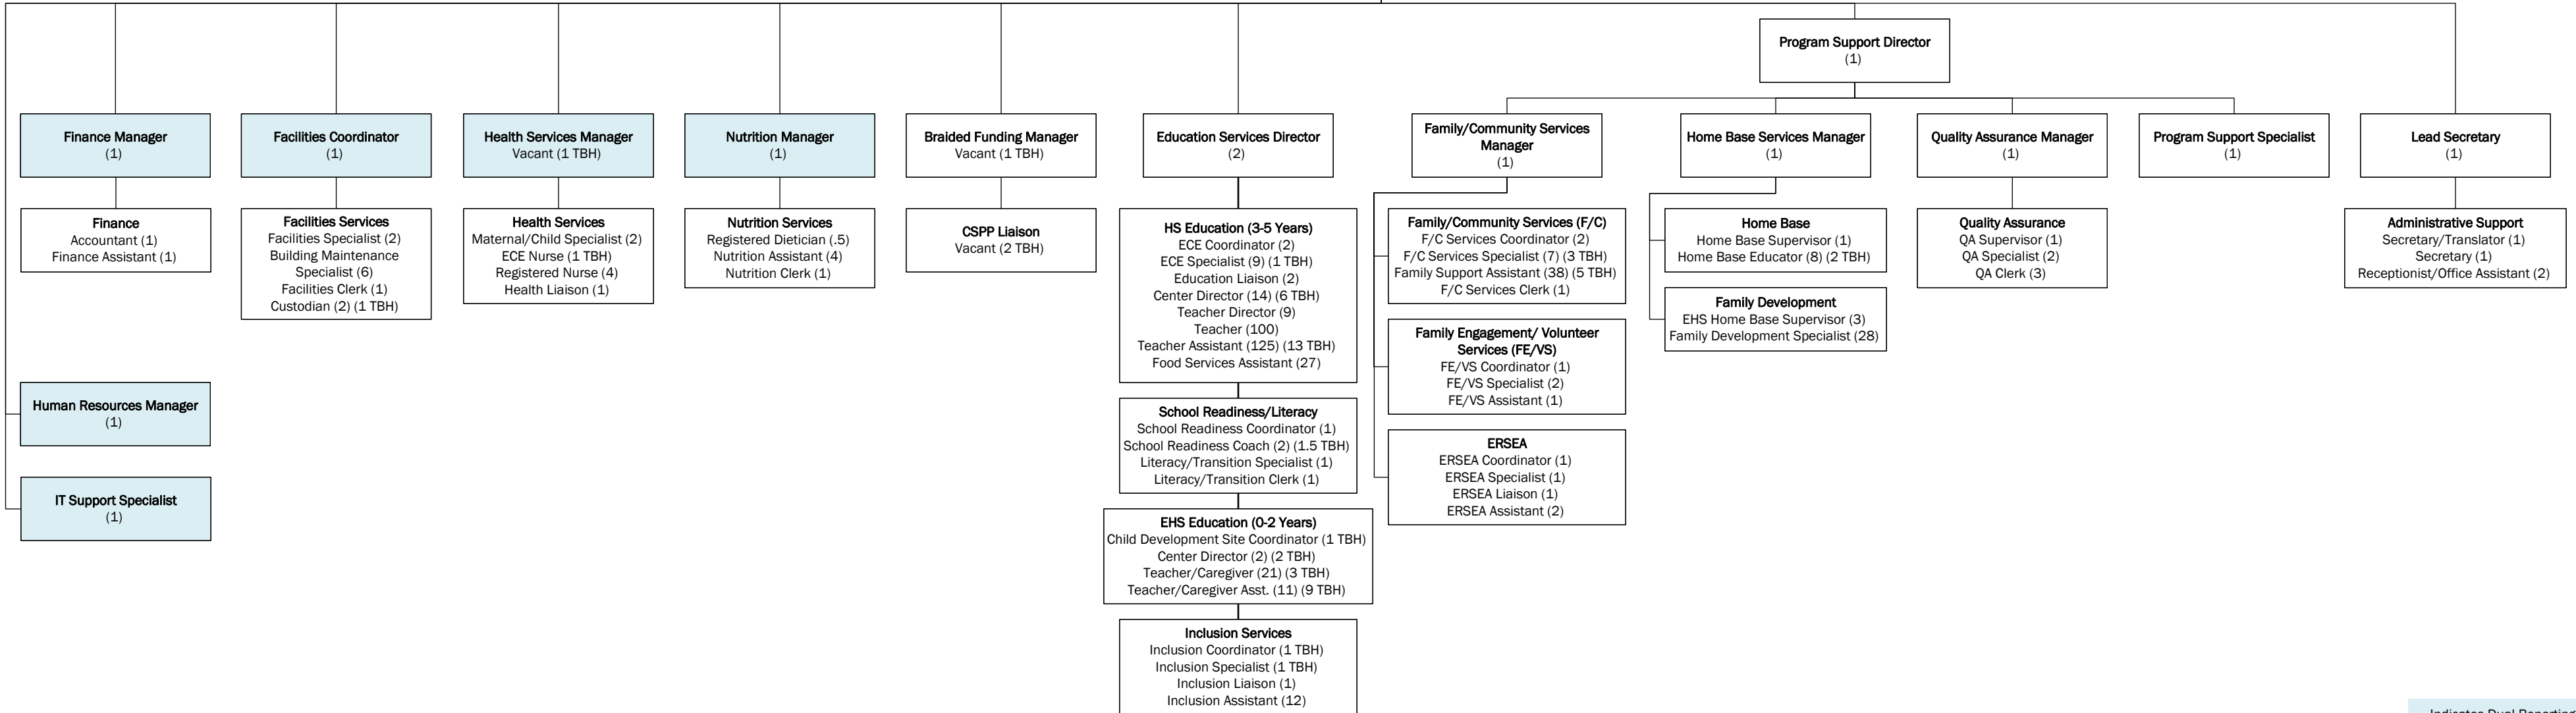 Program Support Director
(1)
Finance Manager
(1)
Facilities Coordinator
(1)
Health Services Manager
Vacant (1 TBH)
Nutrition Manager
(1)
Braided Funding Manager
Vacant (1 TBH)
Education Services Director
(2)
Family/Community Services
Manager
(1)
Home Base Services Manager
(1)
Quality Assurance Manager
(1)
Program Support Specialist
(1)
Lead Secretary
(1)
Finance
Accountant (1)
Finance Assistant (1)
Facilities Services
Facilities Specialist (2)
Building Maintenance
Specialist (6)
Facilities Clerk (1)
Custodian (2) (1 TBH)
Health Services
Maternal/Child Specialist (2)
ECE Nurse (1 TBH)
Registered Nurse (4)
Health Liaison (1)
Nutrition Services
Registered Dietician (.5)
Nutrition Assistant (4)
Nutrition Clerk (1)
CSPP Liaison
Vacant (2 TBH)
HS Education (3-5 Years)
ECE Coordinator (2)
ECE Specialist (9) (1 TBH)
Education Liaison (2)
Center Director (14) (6 TBH)
Teacher Director (9)
Teacher (100)
Teacher Assistant (125) (13 TBH)
Food Services Assistant (27)
School Readiness/Literacy
School Readiness Coordinator (1)
School Readiness Coach (2) (1.5 TBH)
Literacy/Transition Specialist (1)
Literacy/Transition Clerk (1)
EHS Education (0-2 Years)
Child Development Site Coordinator (1 TBH)
Center Director (2) (2 TBH)
Teacher/Caregiver (21) (3 TBH)
Teacher/Caregiver Asst. (11) (9 TBH)
Inclusion Services
Inclusion Coordinator (1 TBH)
Inclusion Specialist (1 TBH)
Inclusion Liaison (1)
Inclusion Assistant (12)
Family/Community Services (F/C)
F/C Services Coordinator (2)
F/C Services Specialist (7) (3 TBH)
Family Support Assistant (38) (5 TBH)
F/C Services Clerk (1)
Family Engagement/ Volunteer
Services (FE/VS)
FE/VS Coordinator (1)
FE/VS Specialist (2)
FE/VS Assistant (1)
ERSEA
ERSEA Coordinator (1)
ERSEA Specialist (1)
ERSEA Liaison (1)
ERSEA Assistant (2)
Home Base
Home Base Supervisor (1)
Home Base Educator (8) (2 TBH)
Family Development
EHS Home Base Supervisor (3)
Family Development Specialist (28)
Quality Assurance
QA Supervisor (1)
QA Specialist (2)
QA Clerk (3)
Administrative Support
Secretary/Translator (1)
Secretary (1)
Receptionist/Office Assistant (2)
Human Resources Manager
(1)
IT Support Specialist
(1)
Indicates Dual Reporting